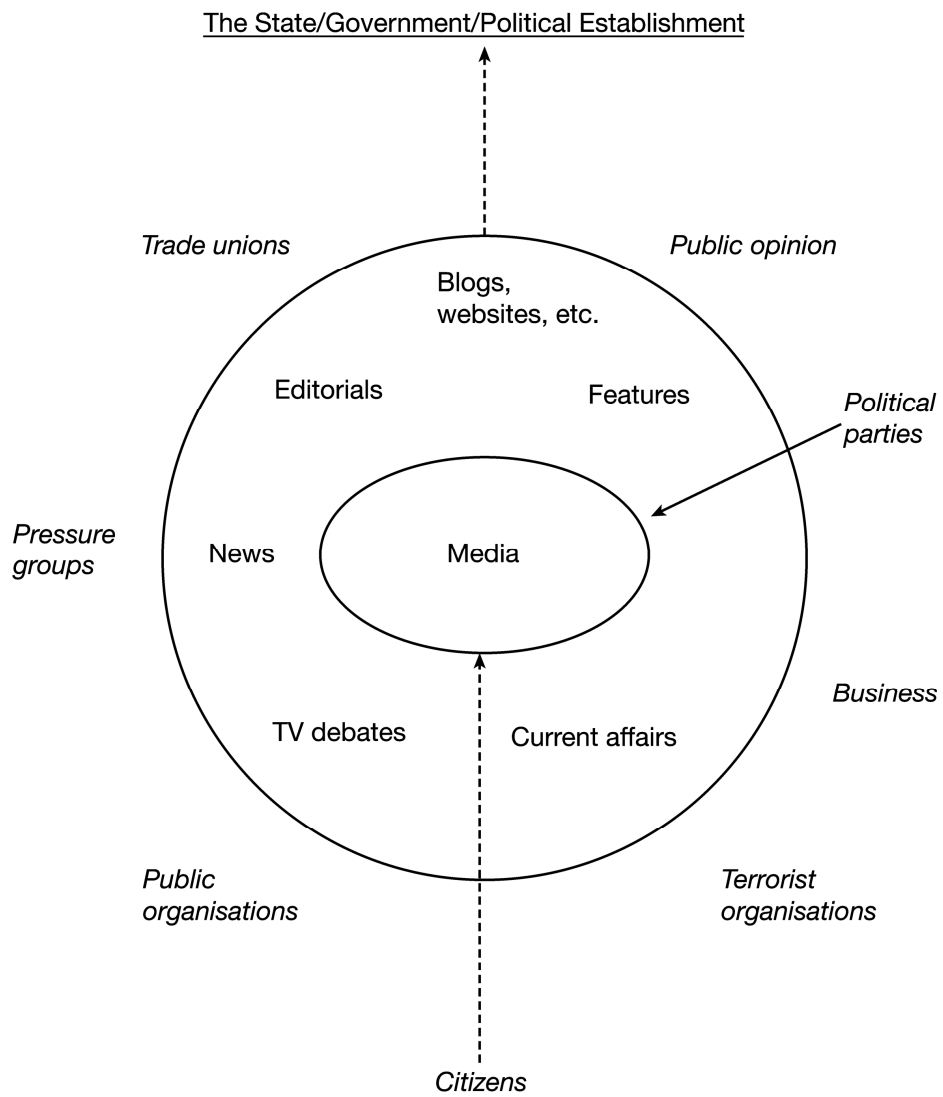 The State/Government/Political Establishment
Trade unions
Public opinion
Blogs,
websites, etc.
Editorials
Features
Political
parties
Pressure
groups
News
Media
Business
TV debates
Current affairs
Public
organisations
Terrorist
organisations
Citizens